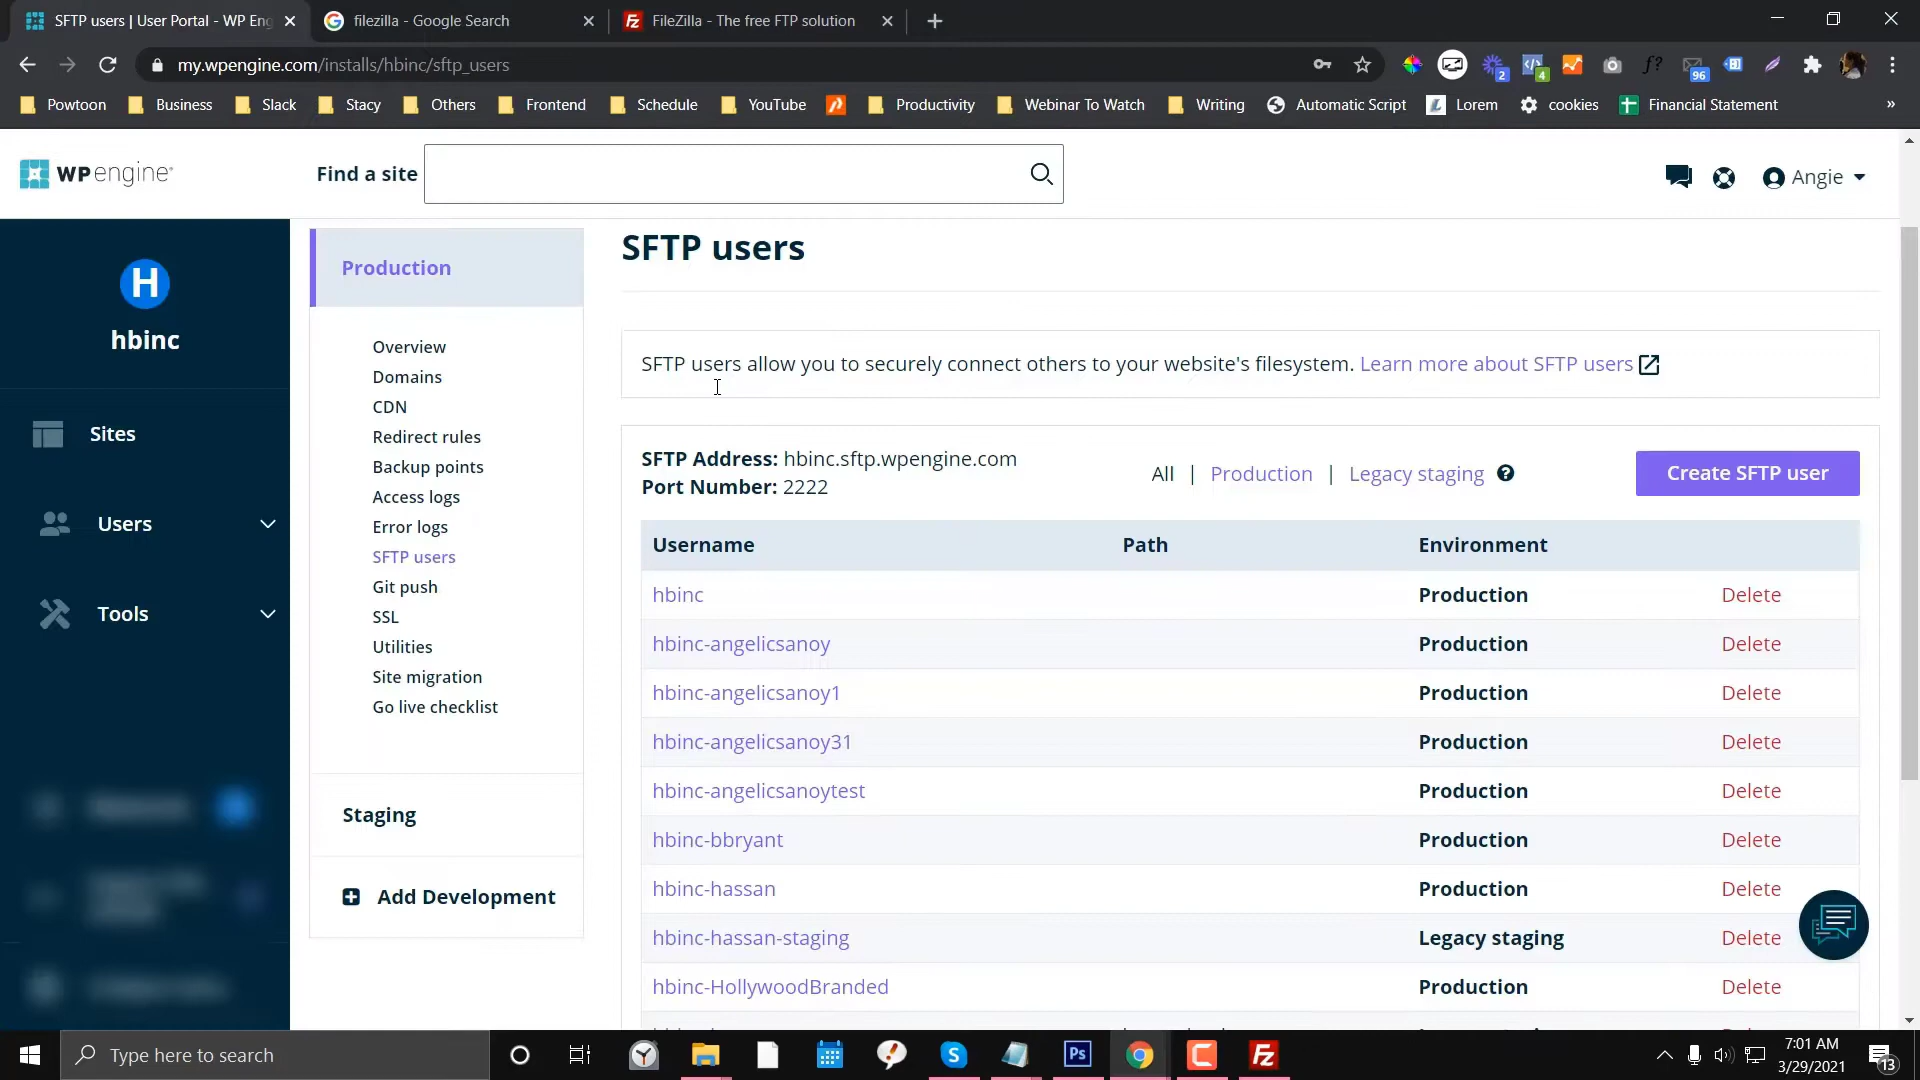 SFTP users | User Portal - WP Eng
filezilla - Google Search
FileZilla - The free FTP solution
my.wpengine.com/installs/hbinc/sftp_users
2
4
f?
96
Powtoon
Business
Slack
Stacy
Others
Frontend
Schedule
YouTube
Productivity
Webinar To Watch
Writing
Automatic Script
Lorem
cookies
Financial Statement
»
WP engine
Find a site
Angie
H
hbinc
Sites
Users
Tools
Production
Overview
Domains
CDN
Redirect rules
Backup points
Access logs
Error logs
SFTP users
Git push
SSL
Utilities
Site migration
Go live checklist
Staging
Add Development
SFTP users
SFTP users allow you to securely connect others to your website's filesystem. Learn more about SFTP users
SFTP Address: hbinc.sftp.wpengine.com
Port Number: 2222
All | Production | Legacy staging
Create SFTP user
Username Path Environment
hbinc Production Delete
hbinc-angelicsanoy Production Delete
hbinc-angelicsanoy1 Production Delete
hbinc-angelicsanoy31 Production Delete
hbinc-angelicsanoytest Production Delete
hbinc-bbryant Production Delete
hbinc-hassan Production Delete
hbinc-hassan-staging Legacy staging Delete
hbinc-HollywoodBranded Production Delete
Type here to search
Ps
7:01 AM
3/29/2021
13